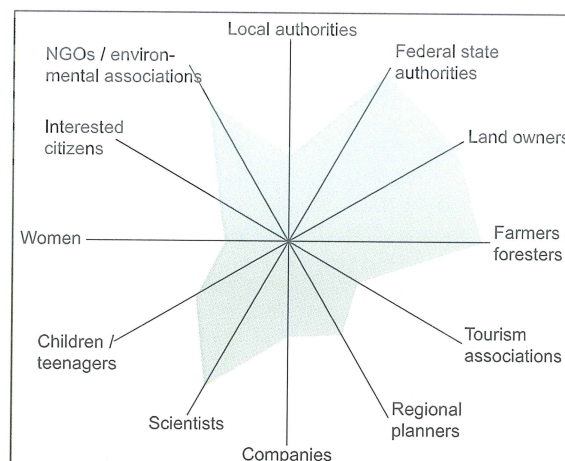 Local authorities
NGOs / environ-
mental associations
Federal state
authorities
Interested
citizens
Land owners
Women
Farmers
foresters
Children /
teenagers
Tourism
associations
Scientists
Regional
planners
Companies